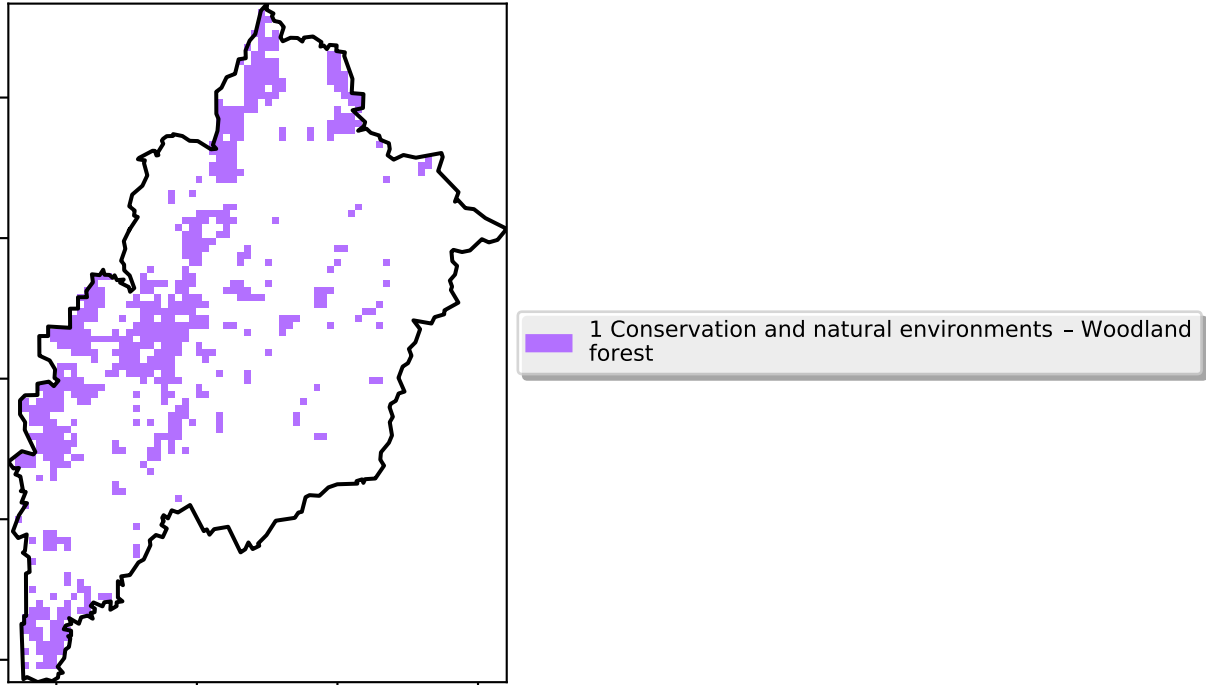 1 Conservation and natural environments – Woodland
forest